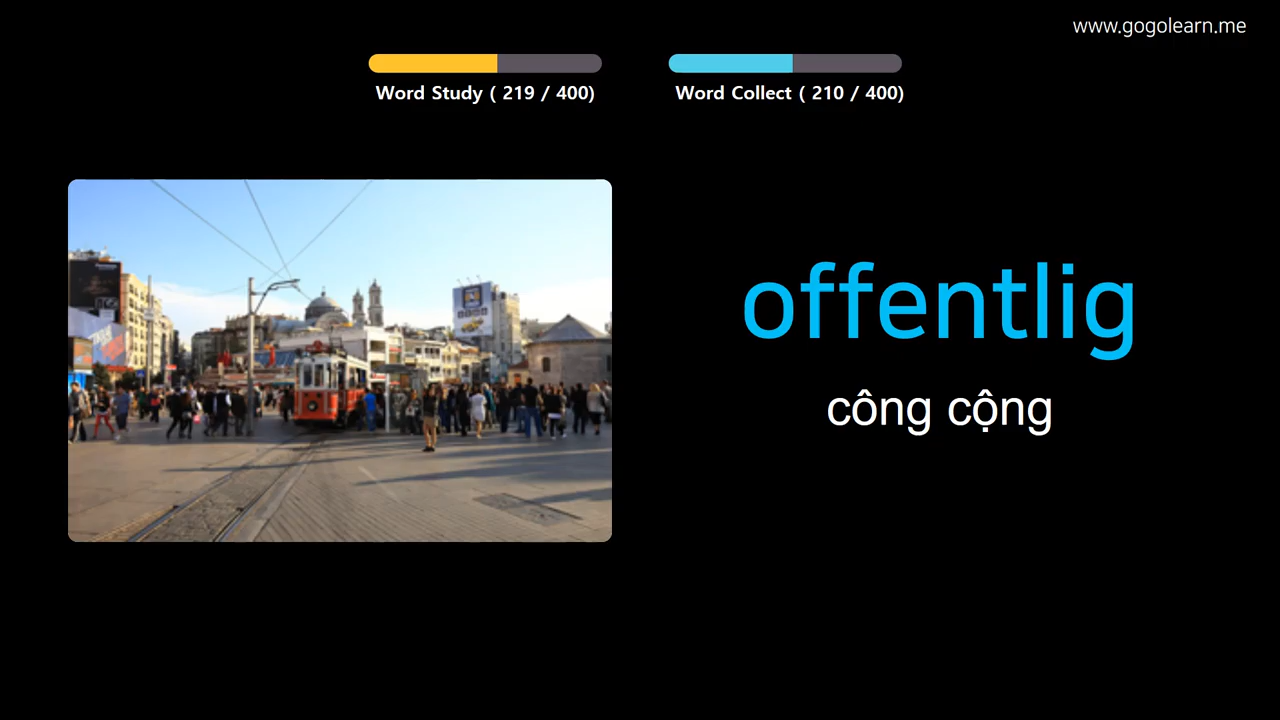 www.gogolearn.me
Word Study ( 219 / 400)
Word Collect ( 210 / 400)
offentlig
công cộng